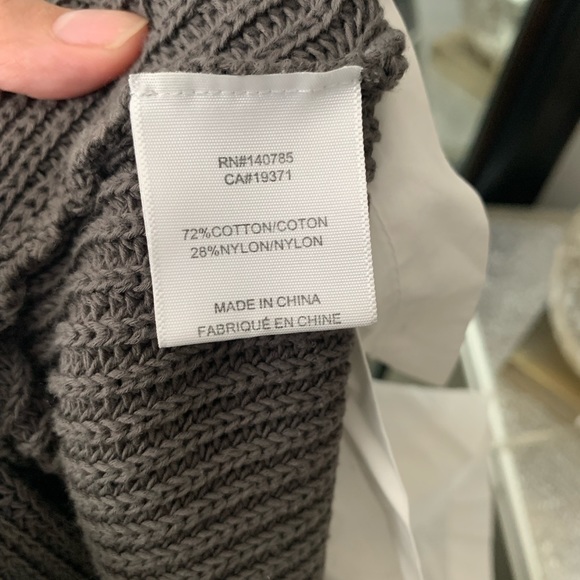 RN#140785
CA#19371
72%COTTON/COTON
28%NYLON/NYLON
MADE IN CHINA
FABRIQUÉ EN CHINE